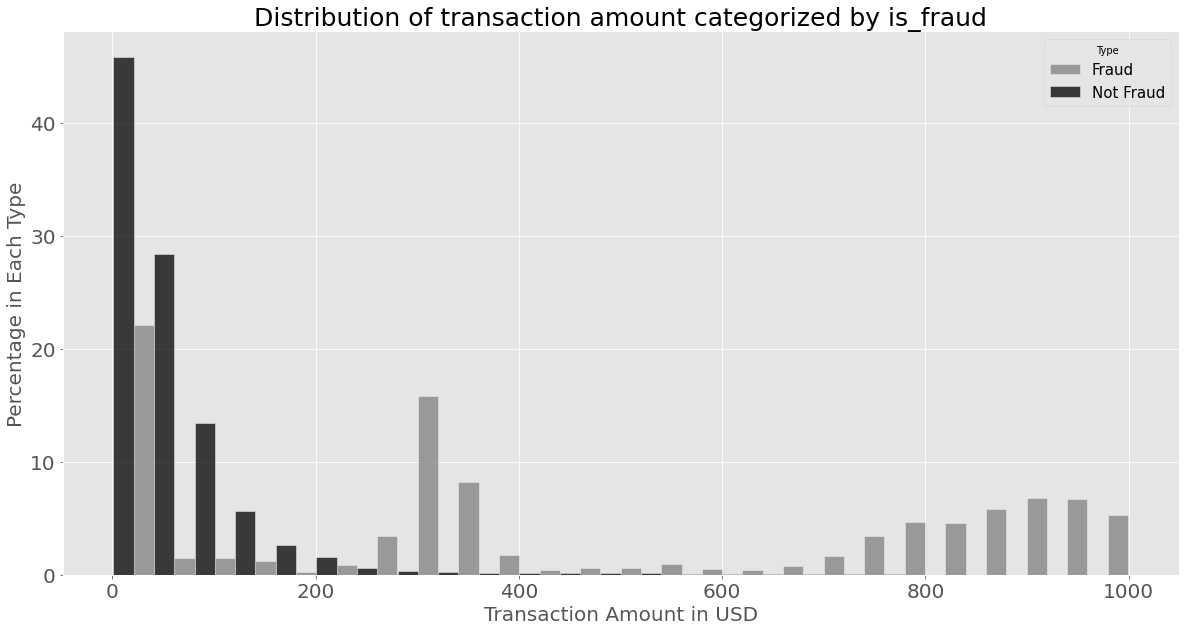 Distribution of transaction amount categorized by is_fraud
Type
Fraud
Not Fraud
Percentage in Each Type
40
30
20
10
0
0 200 400 600 800 1000
Transaction Amount in USD